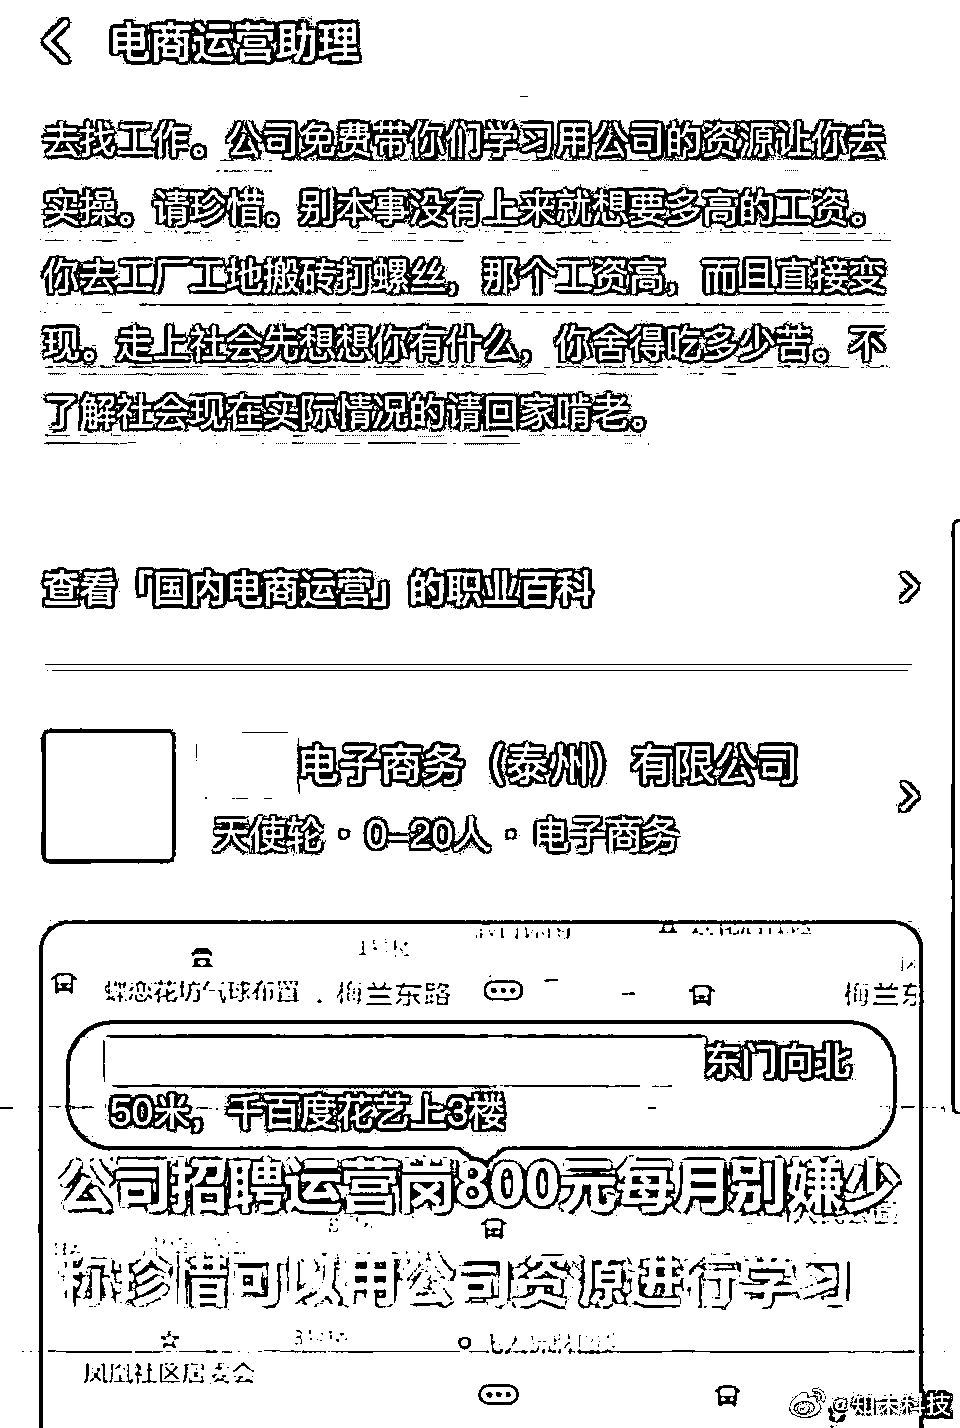 电商运营助理
去找工作。公司免费带你们学习用公司的资源让你去
实操。请珍惜。别本事没有上来就想要多高的工资。
你去工厂工地搬砖打螺丝，那个工资高，而且直接变
现。走上社会先想想你有什么，你舍得吃多少苦。不
了解社会现在实际情况的请回家啃老。
查看「国内电商运营」的职业百科
电子商务（泰州）有限公司
天使轮 · 0-20人 · 电子商务
蝶恋花坊气球布置 梅兰东路 梅兰东
东门向北
50米，千百度花艺上3楼
公司招聘运营岗800元每月别嫌少
称珍惜可以用公司资源进行学习
凤凰社区居委会
@知未科技